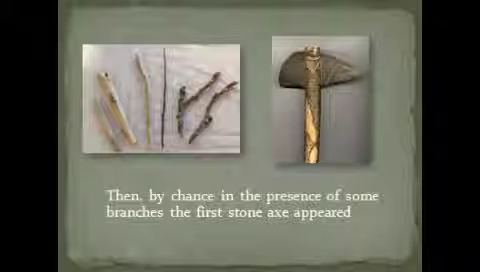 Then, by chance in the presence of some
branches the first stone axe appeared